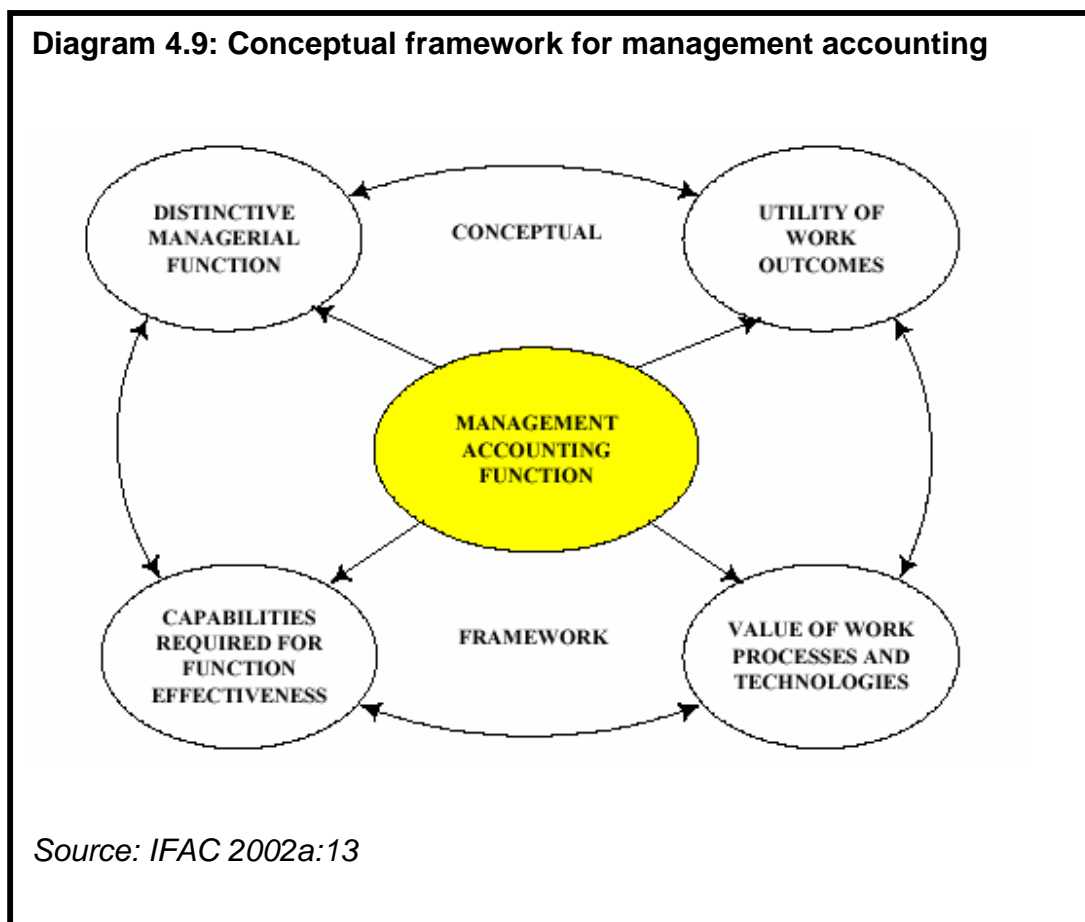 Diagram 4.9: Conceptual framework for management accounting
DISTINCTIVE
MANAGERIAL
FUNCTION
CONCEPTUAL
UTILITY OF
WORK
OUTCOMES
MANAGEMENT
ACCOUNTING
FUNCTION
CAPABILITIES
REQUIRED FOR
FUNCTION
EFFECTIVENESS
FRAMEWORK
VALUE OF WORK
PROCESSES AND
TECHNOLOGIES
Source: IFAC 2002a:13